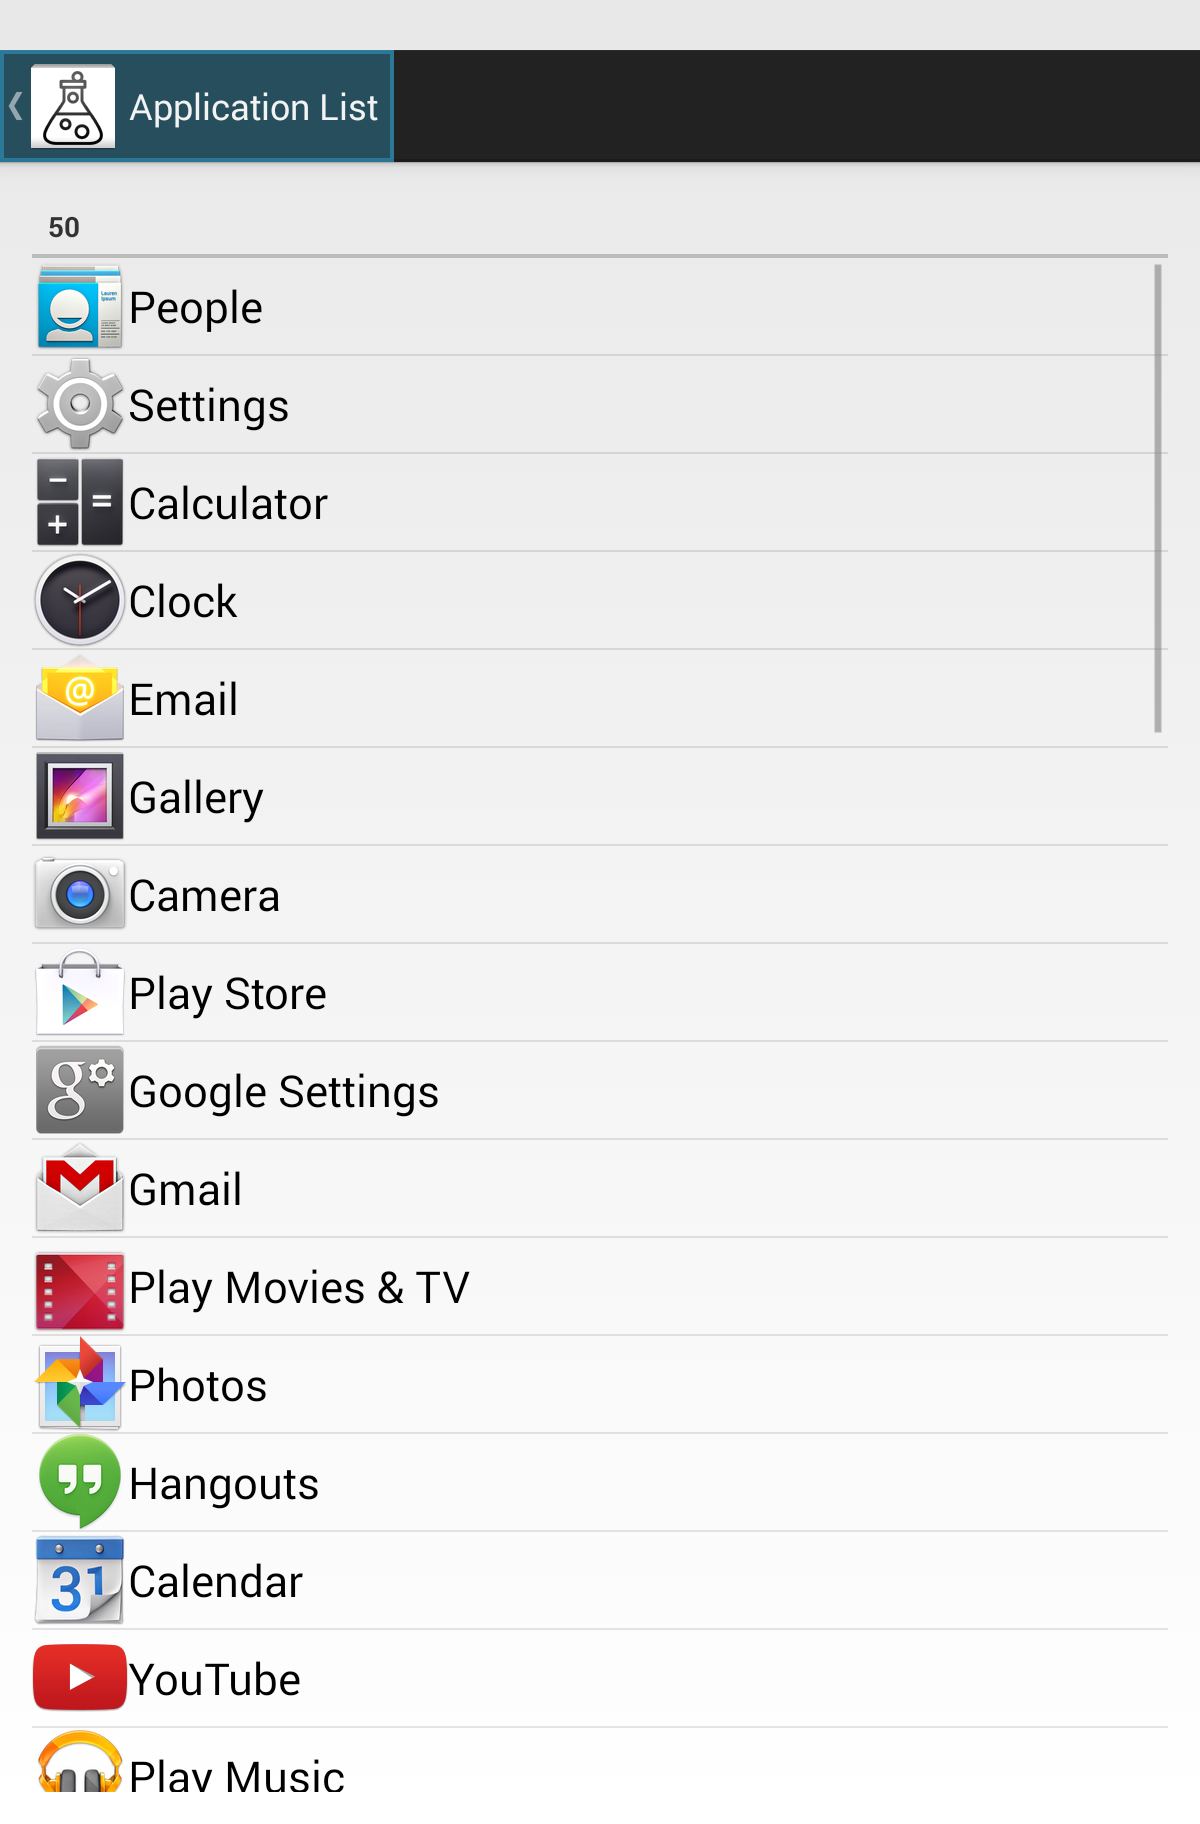 Application List
50
People
Settings
Calculator
Clock
Email
Gallery
Camera
Play Store
Google Settings
Gmail
Play Movies & TV
Photos
Hangouts
31
Calendar
YouTube
Play Music